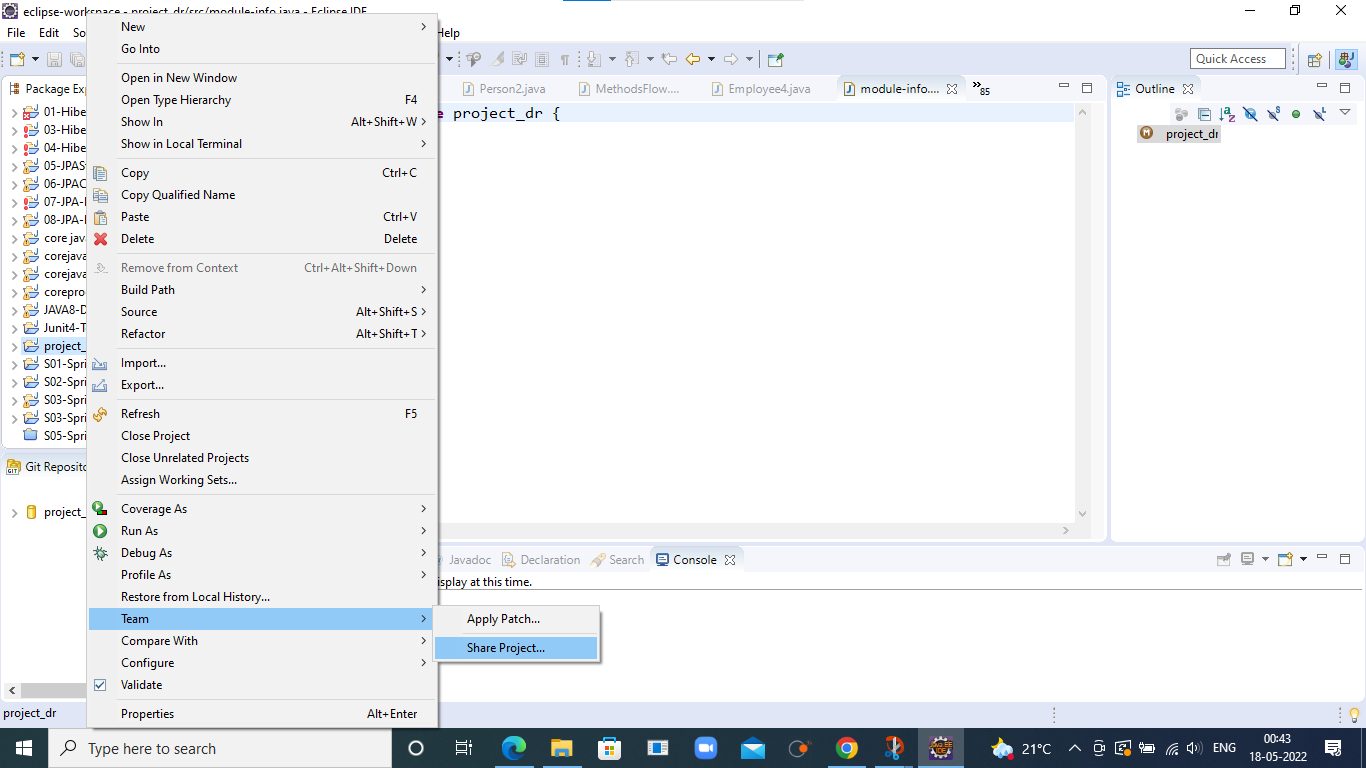 eclipse-workspace - project_dr/src/module-info.java - Eclipse IDE
File Edit So Help
Quick Access
Package Exp
01-Hibe
03-Hibe
04-Hibe
05-JPAS
06-JPAC
07-JPA-
08-JPA-
core jav
corejava
corejava
corepro
JAVA8-D
Junit4-T
project_
S01-Spri
S02-Spri
S03-Spri
S03-Spri
S05-Spri
Git Reposito
project_
New
Go Into
Open in New Window
Open Type Hierarchy F4
Show In Alt+Shift+W
Show in Local Terminal
Copy Ctrl+C
Copy Qualified Name
Paste Ctrl+V
Delete Delete
Remove from Context Ctrl+Alt+Shift+Down
Build Path
Source Alt+Shift+S
Refactor Alt+Shift+T
Import...
Export...
Refresh F5
Close Project
Close Unrelated Projects
Assign Working Sets...
Coverage As
Run As
Debug As
Profile As
Restore from Local History...
Team
Compare With
Configure
Validate
Properties Alt+Enter
Apply Patch...
Share Project...
Person2.java MethodsFlow.... Employee4.java module-info.... »85
e project_dr {
Outline
project_dr
Javadoc Declaration Search Console
isplay at this time.
project_dr
Type here to search
21°C ENG 00:43
18-05-2022